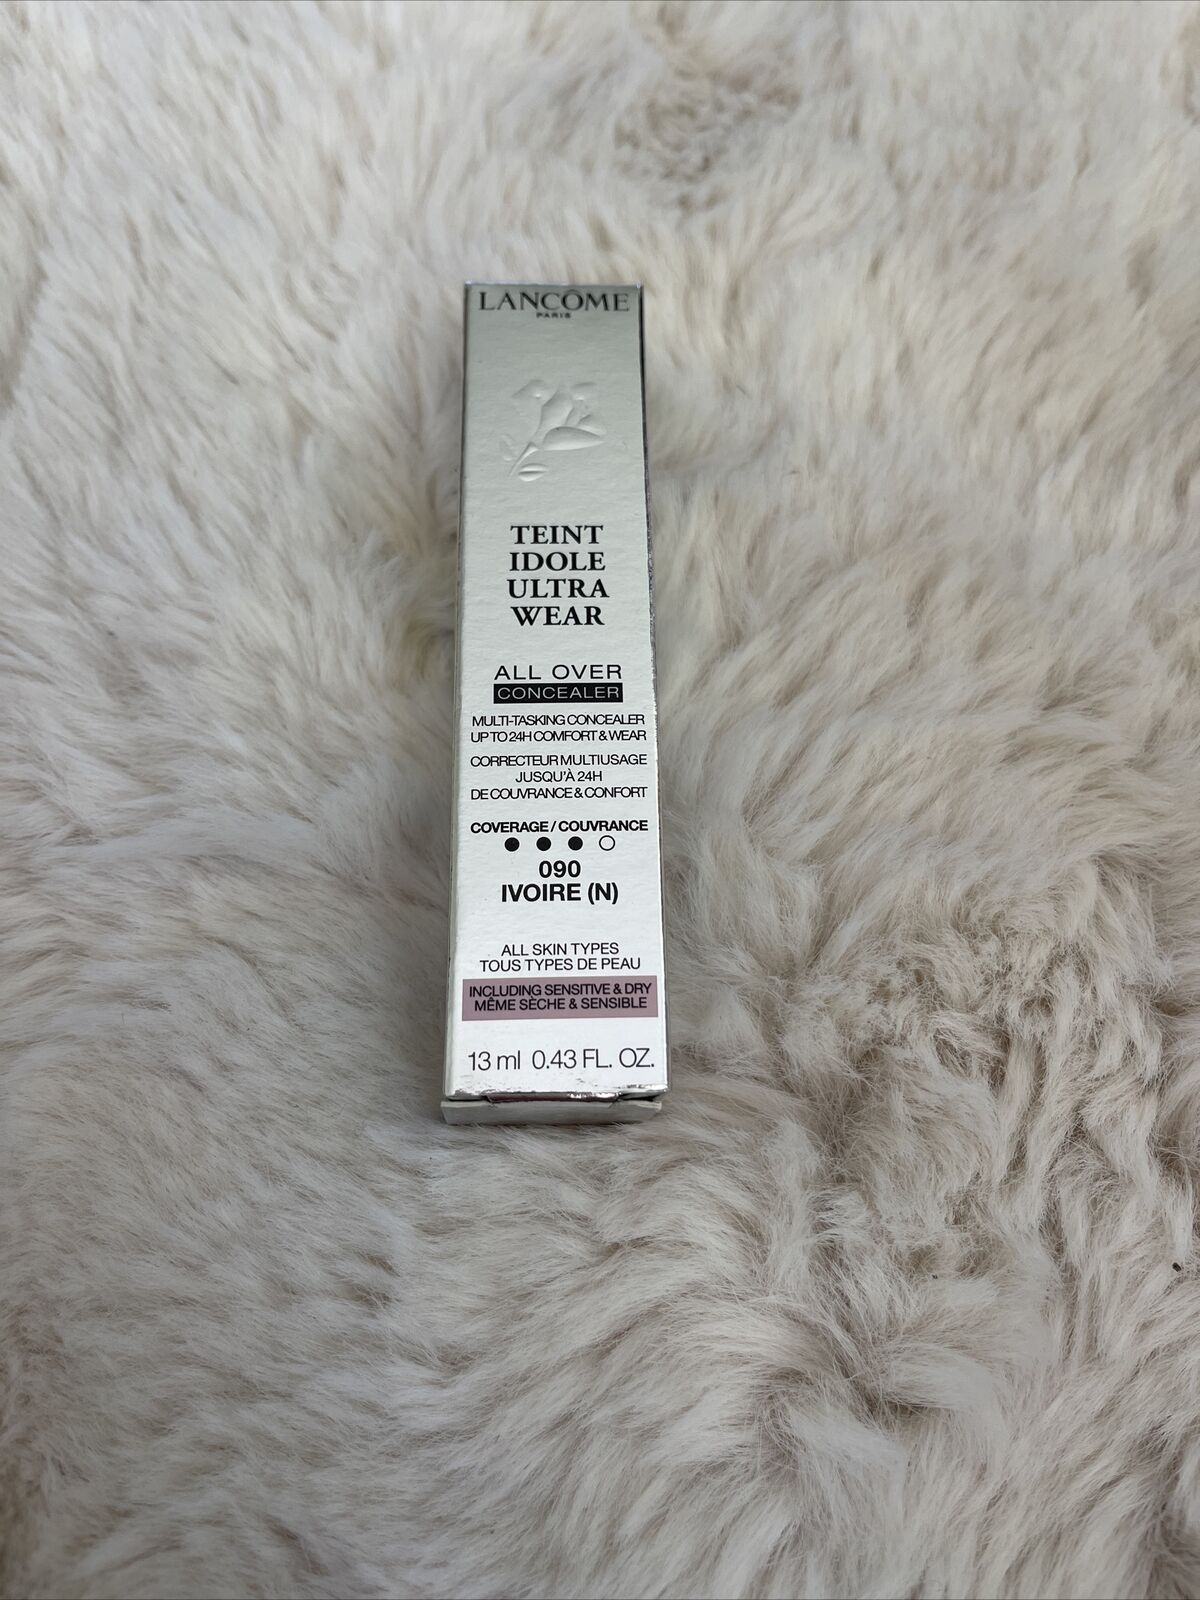 LANCÔME
PARIS
TEINT
IDOLE
ULTRA
WEAR
ALL OVER
CONCEALER
MULTI-TASKING CONCEALER
UP TO 24H COMFORT & WEAR
CORRECTEUR MULTIUSAGE
JUSQU'À 24H
DE COUVRANCE & CONFORT
COVERAGE / COUVRANCE
090
IVOIRE (N)
ALL SKIN TYPES
TOUS TYPES DE PEAU
INCLUDING SENSITIVE & DRY
MÊME SÈCHE & SENSIBLE
13 ml 0.43 FL. OZ.